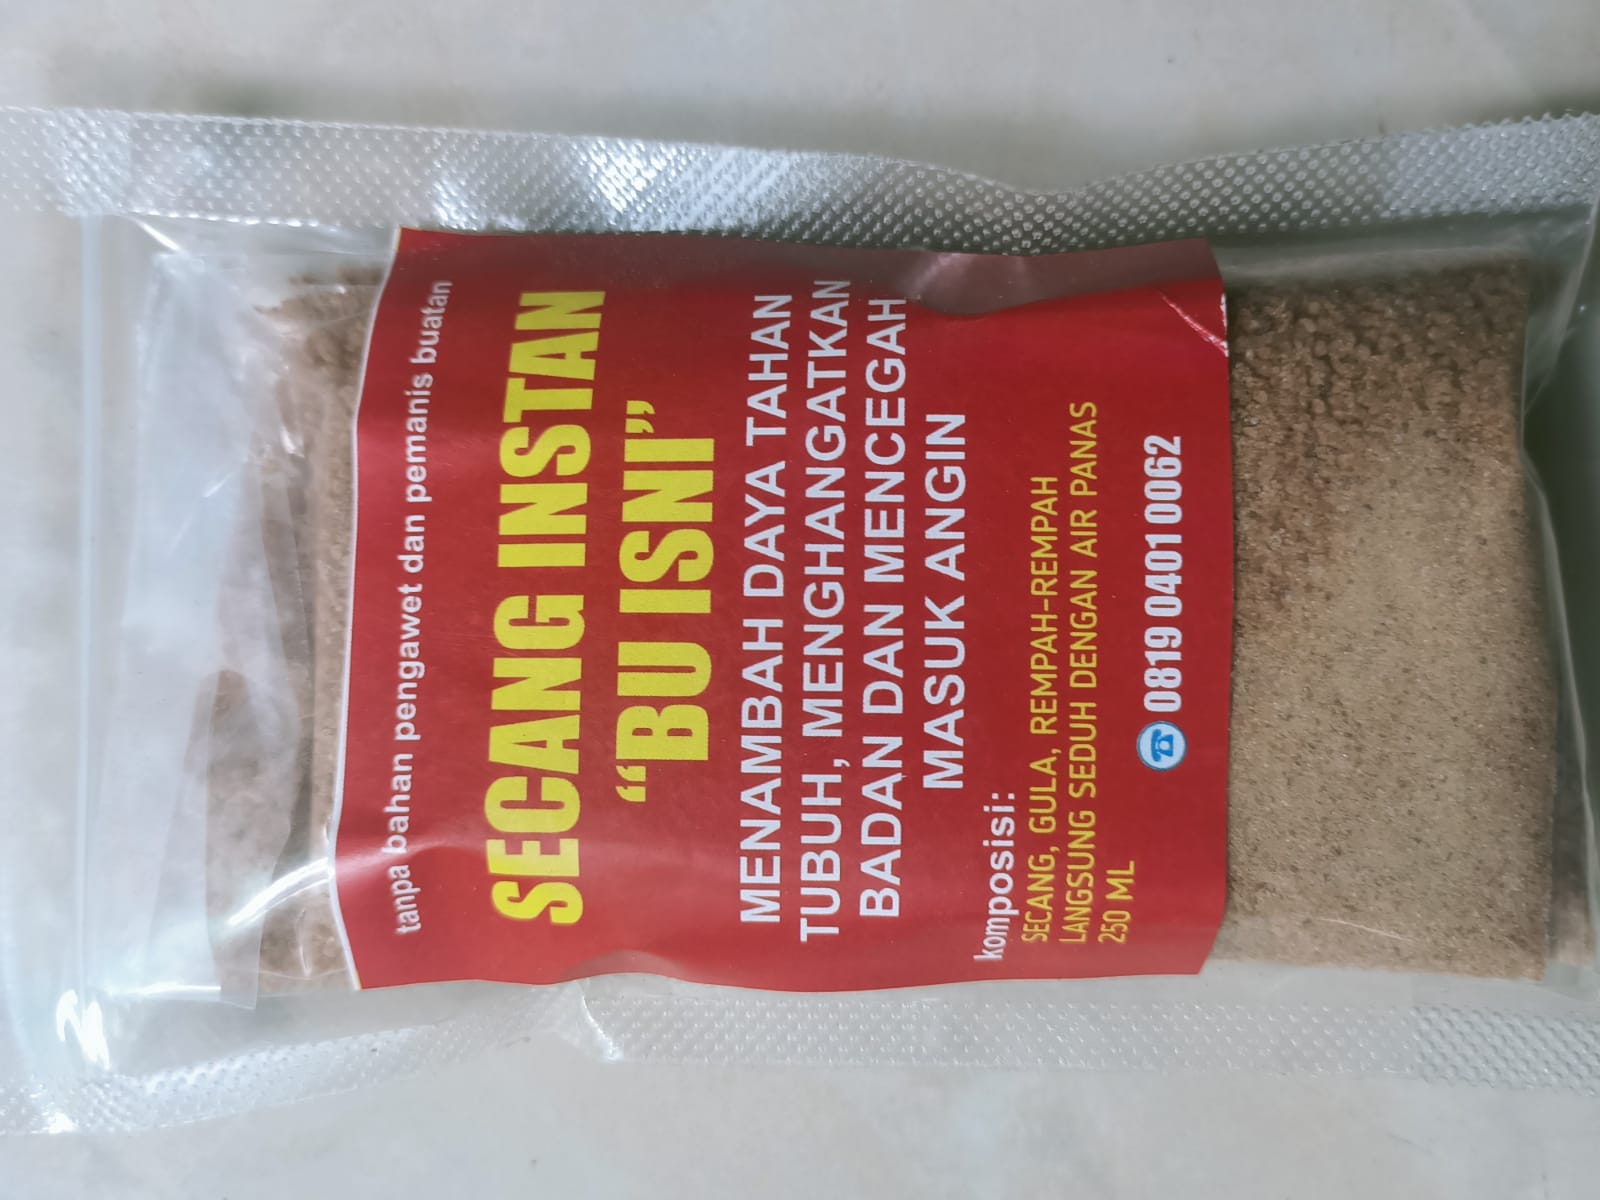 tanpa bahan pengawet dan pemanis buatan
SECANG INSTAN
“BU ISNI”
MENAMBAH DAYA TAHAN
TUBUH, MENGHANGATKAN
BADAN DAN MENCEGAH
MASUK ANGIN
komposisi:
SECANG, GULA, REMPAH-REMPAH
LANGSUNG SEDUH DENGAN AIR PANAS
250 ML
0819 0401 0062